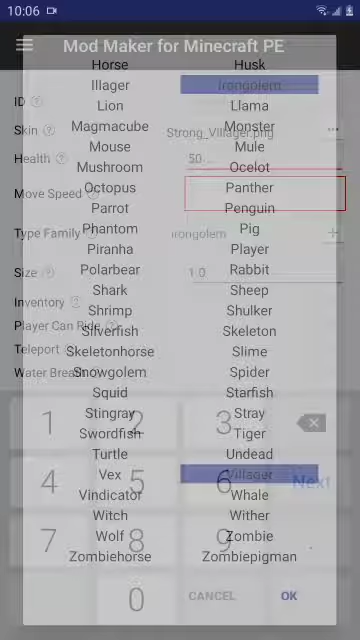 10:06
Mod Maker for Minecraft PE
Horse Husk
Illager Irongolem
ID
Lion Llama
Skin Magmacube Strong_Villager.png Monster ...
Mouse Mule
Health 50 Ocelot
Mushroom Move Speed
Octopus Panther
Parrot Penguin
Phantom Pig
Type Family irongolem Player +
Piranha
Polarbear Rabbit
Size 1.0
Shark Sheep
Inventory
Shrimp Shulker
Player Can Ride
Silverfish Skeleton
Teleport
Skeletonhorse Slime
Water Breath
Snowgolem Spider
Squid Starfish
Stingray Stray
1 2 3
Swordfish Tiger
Turtle Undead
Vex Villager
4 5 6 Next
Vindicator Whale
Witch Wither
Wolf Zombie
7 8 9 .
Zombiehorse Zombiepigman
0 CANCEL OK